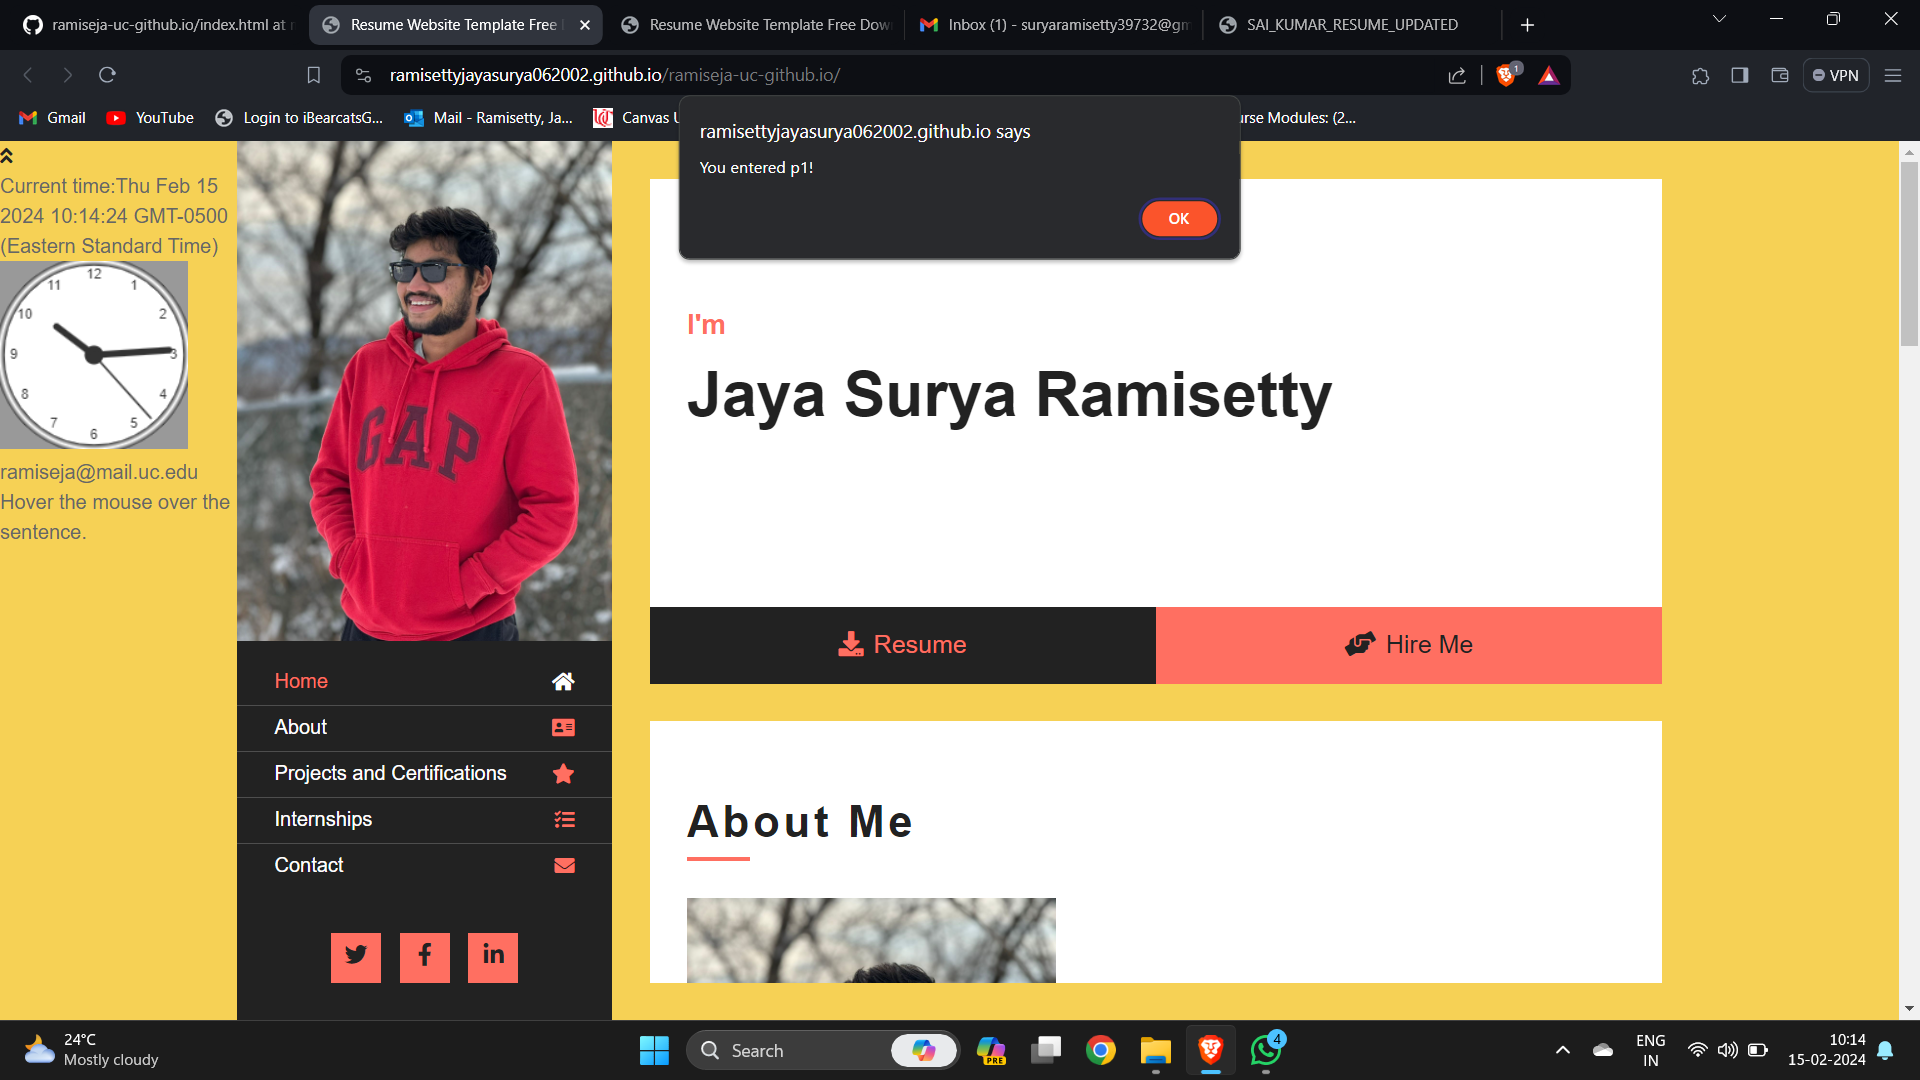 ramiseja-uc-github.io/index.html at
Resume Website Template Free
Resume Website Template Free Dow
Inbox (1) - suryaramisetty39732@gm
SAI_KUMAR_RESUME_UPDATED
ramisettyjayasurya062002.github.io/ramiseja-uc-github.io/
1
VPN
Gmail
YouTube
Login to iBearcatsG...
Mail - Ramisetty, Ja...
Canvas
urse Modules: (2...
ramisettyjayasurya062002.github.io says
You entered p1!
OK
Current time:Thu Feb 15
2024 10:14:24 GMT-0500
(Eastern Standard Time)
12
1
2
3
4
5
6
7
8
9
10
11
ramiseja@mail.uc.edu
Hover the mouse over the
sentence.
GAP
Home
About
Projects and Certifications
Internships
Contact
I'm
Jaya Surya Ramisetty
Resume
Hire Me
About Me
24°C
Mostly cloudy
Search
PRE
4
ENG
IN
10:14
15-02-2024